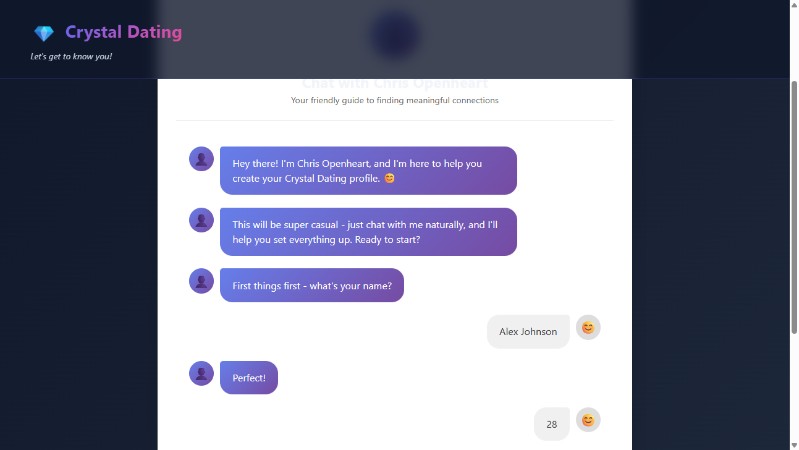 Crystal Dating
Let's get to know you!
Chat with Chris Openheart
Your friendly guide to finding meaningful connections
Hey there! I'm Chris Openheart, and I'm here to help you
create your Crystal Dating profile. 😊
This will be super casual - just chat with me naturally, and I'll
help you set everything up. Ready to start?
First things first - what's your name?
Alex Johnson
Perfect!
28